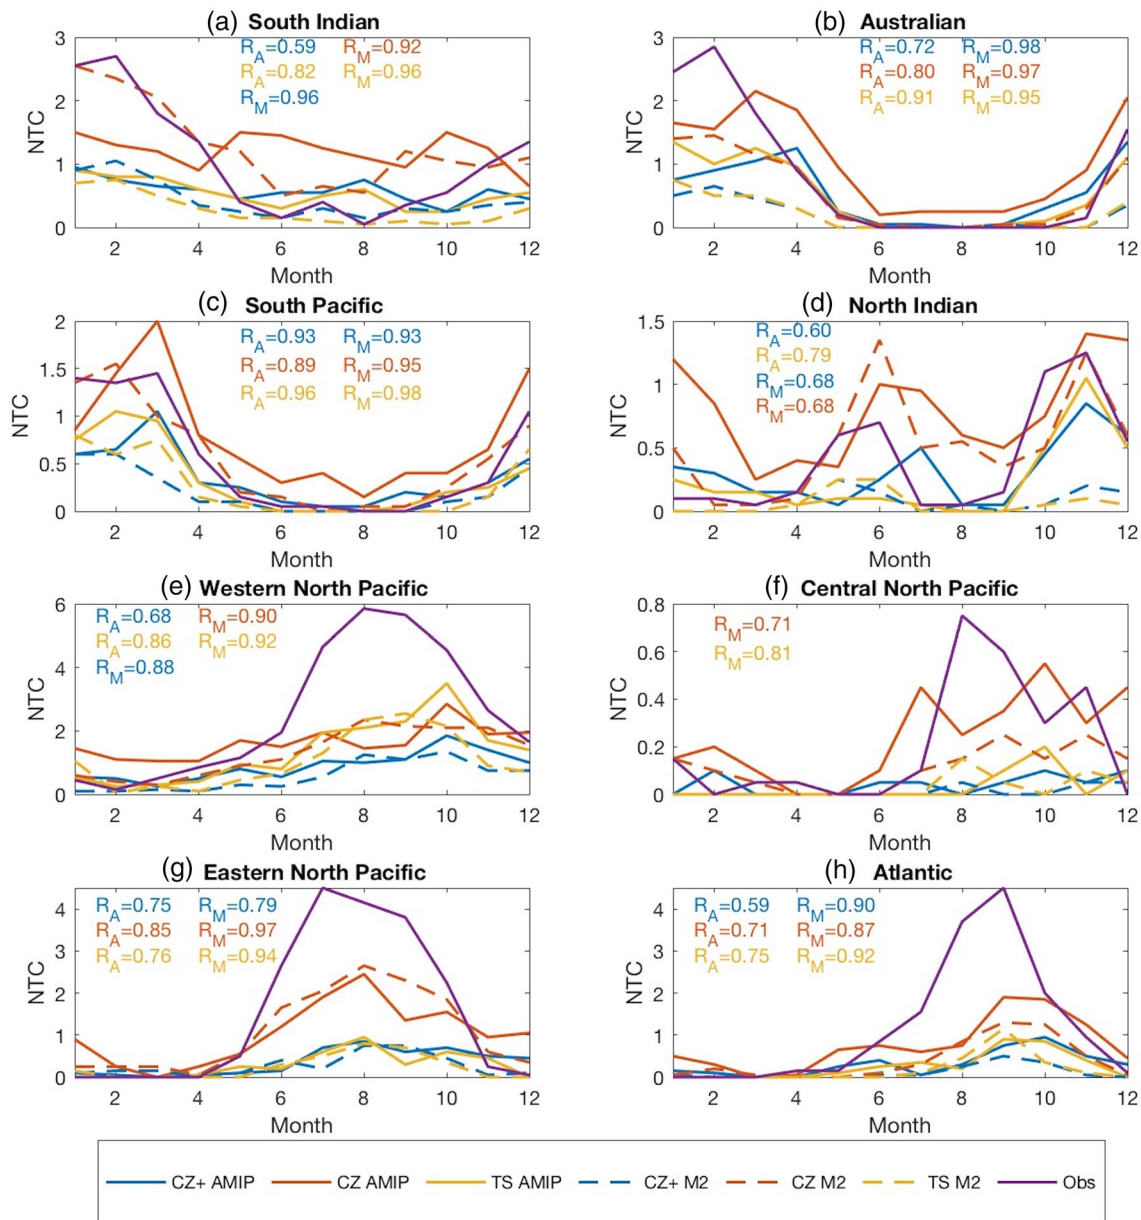 (a) South Indian
3
2
1
0
NTC
R_A=0.59 R_M=0.92
R_A=0.82 R_M=0.96
R_M=0.96
2 4 6 8 10 12
Month
(b) Australian
3
2
1
0
NTC
R_A=0.72 R_M=0.98
R_A=0.80 R_M=0.97
R_A=0.91 R_M=0.95
2 4 6 8 10 12
Month
(c) South Pacific
2
1.5
1
0.5
0
NTC
R_A=0.93 R_M=0.93
R_A=0.89 R_M=0.95
R_A=0.96 R_M=0.98
2 4 6 8 10 12
Month
(d) North Indian
1.5
1
0.5
0
NTC
R_A=0.60
R_A=0.79
R_M=0.68
R_M=0.68
2 4 6 8 10 12
Month
(e) Western North Pacific
6
4
2
0
NTC
R_A=0.68 R_M=0.90
R_A=0.86 R_M=0.92
R_M=0.88
2 4 6 8 10 12
Month
(f) Central North Pacific
0.8
0.6
0.4
0.2
0
NTC
R_M=0.71
R_M=0.81
2 4 6 8 10 12
Month
(g) Eastern North Pacific
4
3
2
1
0
NTC
R_A=0.75 R_M=0.79
R_A=0.85 R_M=0.97
R_A=0.76 R_M=0.94
2 4 6 8 10 12
Month
(h) Atlantic
4
3
2
1
0
NTC
R_A=0.59 R_M=0.90
R_A=0.71 R_M=0.87
R_A=0.75 R_M=0.92
2 4 6 8 10 12
Month
CZ+ AMIP CZ AMIP TS AMIP CZ+ M2 CZ M2 TS M2 Obs